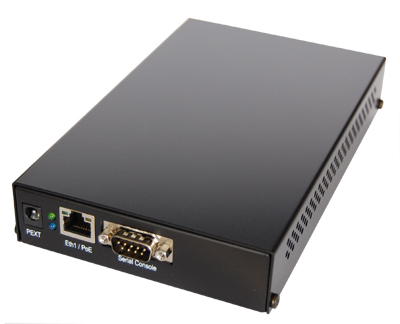 PEXT
Eth1 / PoE
Serial Console